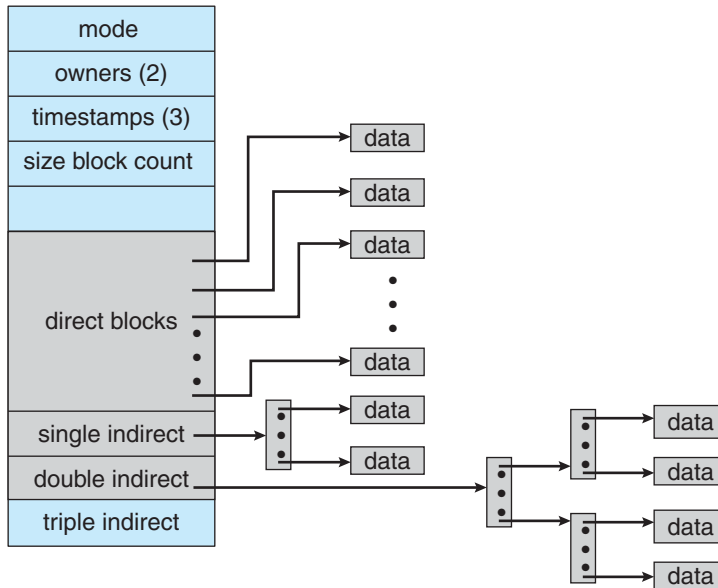 mode
owners (2)
timestamps (3)
size block count
data
data
data
direct blocks
data
single indirect
data
data
double indirect
data
data
data
data
triple indirect